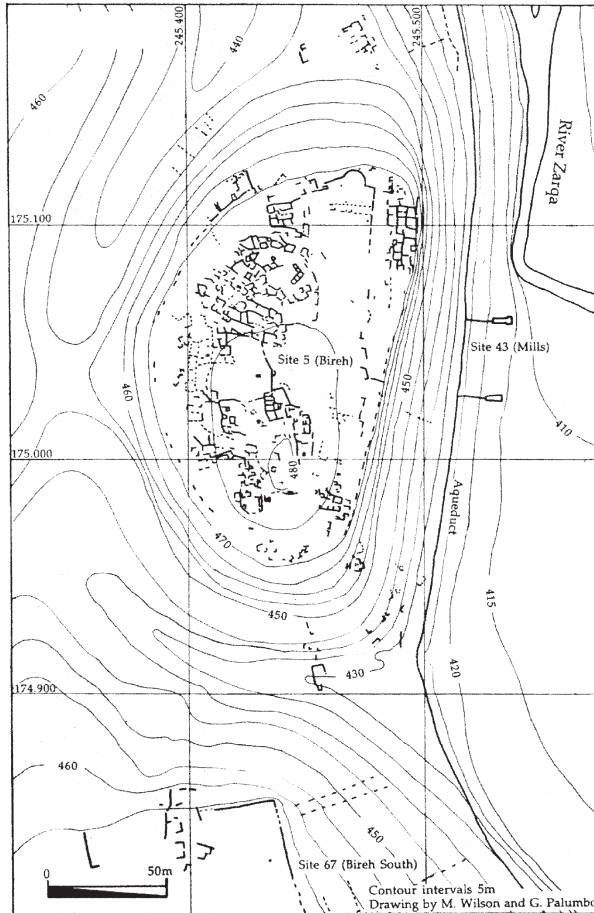 245.400
245.500
440
460
River Zarqa
175.100
Site 43 (Mills)
Site 5 (Bireh)
450
460
410
175.000
480
Aqueduct
470
415
450
420
430
174.900
460
450
0 50m
Site 67 (Bireh South)
Contour intervals 5m
Drawing by M. Wilson and G. Palumbo